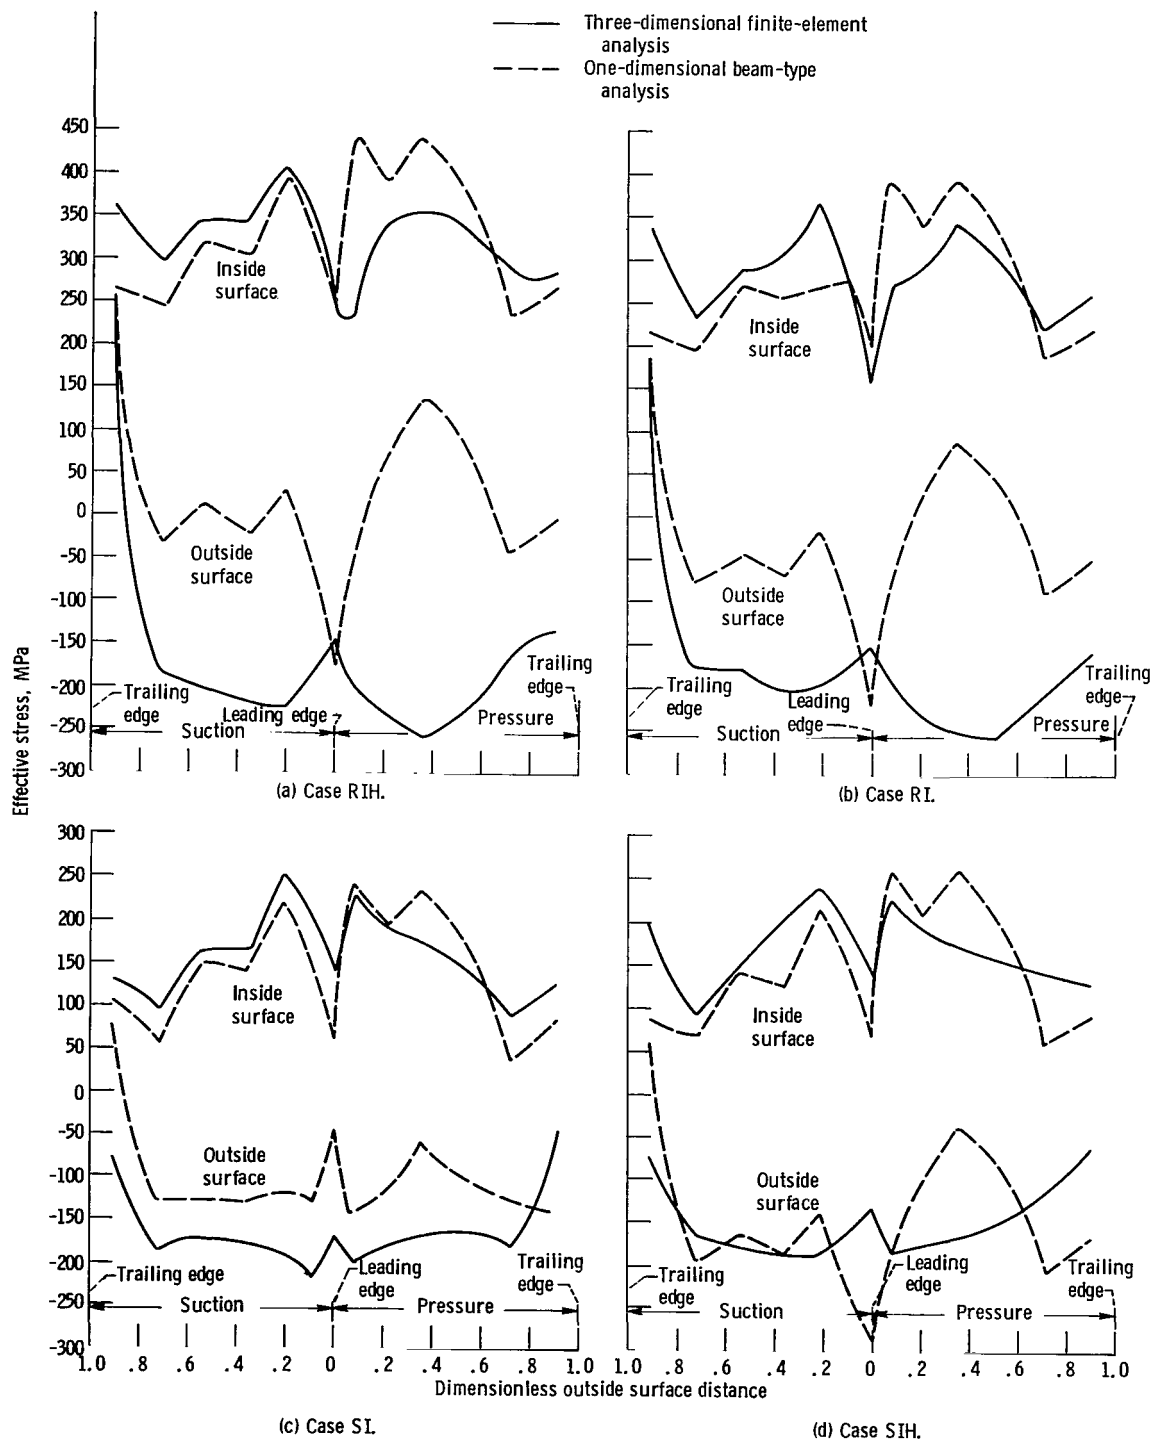 Three-dimensional finite-element
analysis
One-dimensional beam-type
analysis
Effective stress, MPa
450
400
350
300
250
200
150
100
50
0
-50
-100
-150
-200
-250
-300
Inside
surface
Outside
surface
Trailing
edge
Leading edge
Trailing
edge
Suction
Pressure
(a) Case RIH.
Inside
surface
Outside
surface
Trailing
edge
Leading
edge
Trailing
edge
Suction
Pressure
(b) Case RI.
300
250
200
150
100
50
0
-50
-100
-150
-200
-250
-300
Inside
surface
Outside
surface
Trailing edge
Leading
edge
Trailing
edge
Suction
Pressure
1.0 .8 .6 .4 .2 0 .2 .4 .6 .8 1.0
(c) Case SI.
Inside
surface
Outside
surface
Trailing
edge
Leading
edge
Trailing
edge
Suction
Pressure
1.0 .8 .6 .4 .2 0 .2 .4 .6 .8 1.0
Dimensionless outside surface distance
(d) Case SIH.